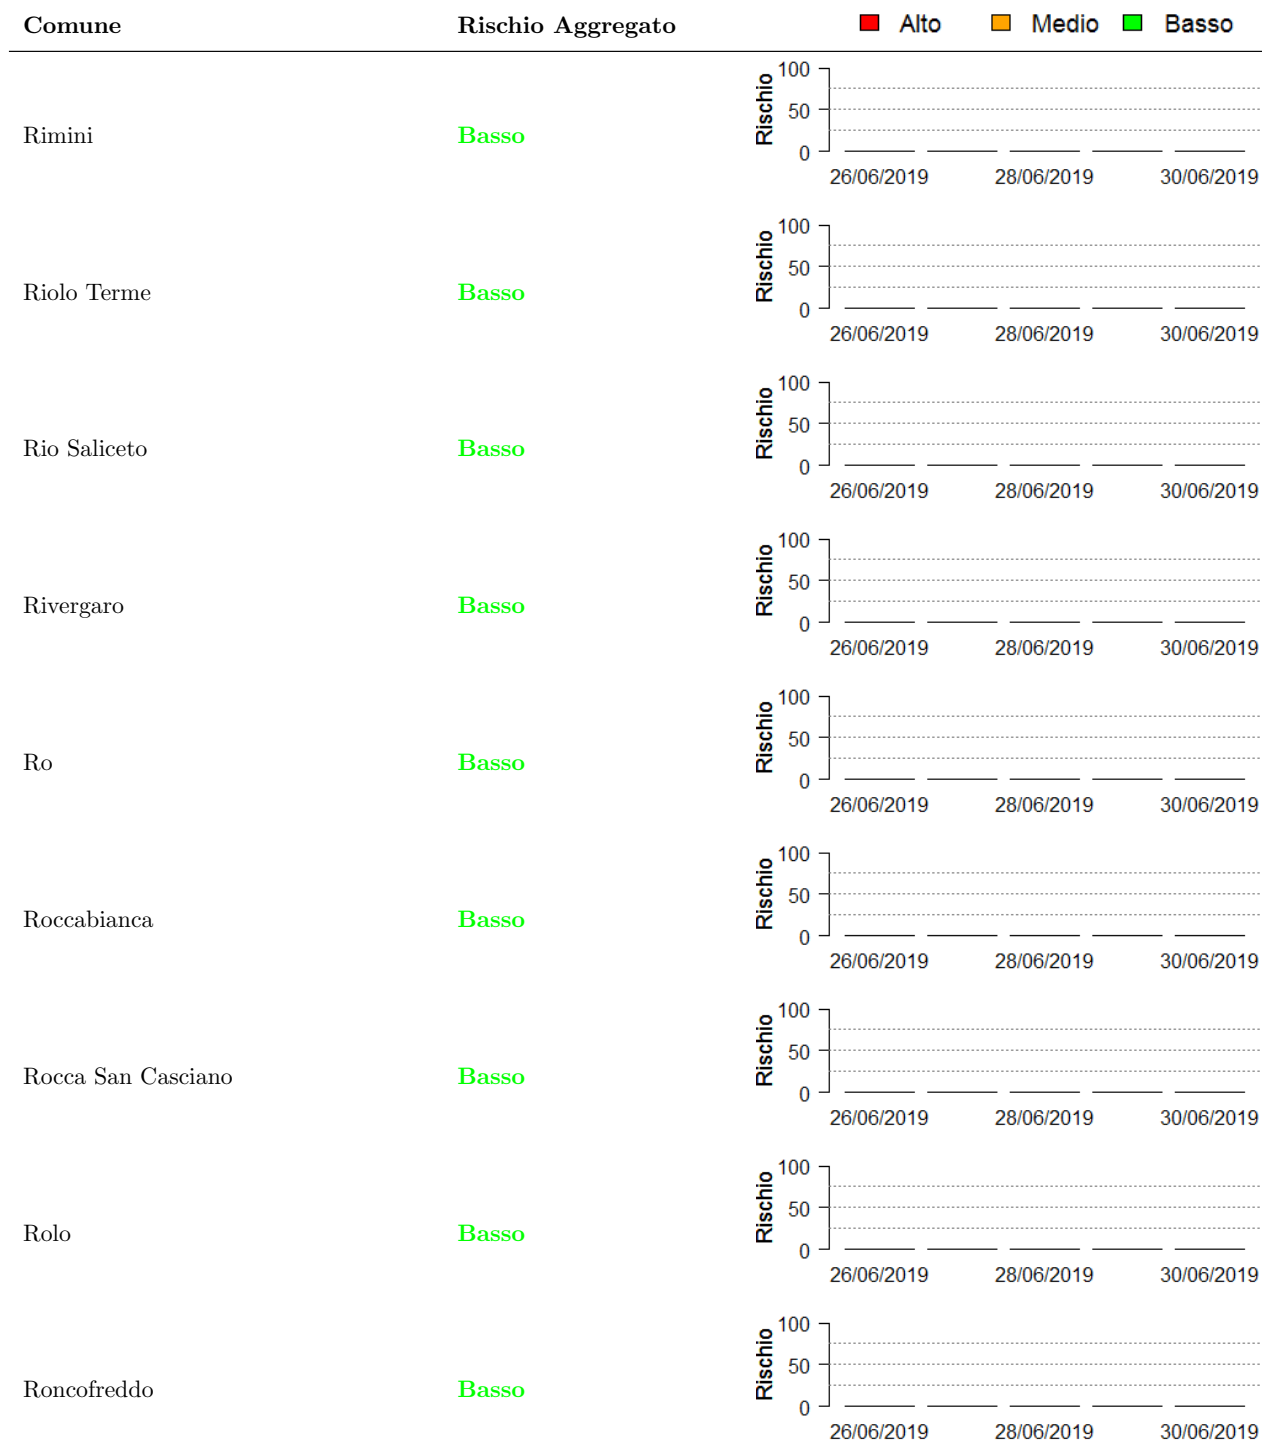 Comune Rischio Aggregato Alto Medio Basso
Rimini Basso
Rischio
100
50
0
26/06/2019 28/06/2019 30/06/2019
Riolo Terme Basso
Rischio
100
50
0
26/06/2019 28/06/2019 30/06/2019
Rio Saliceto Basso
Rischio
100
50
0
26/06/2019 28/06/2019 30/06/2019
Rivergaro Basso
Rischio
100
50
0
26/06/2019 28/06/2019 30/06/2019
Ro Basso
Rischio
100
50
0
26/06/2019 28/06/2019 30/06/2019
Roccabianca Basso
Rischio
100
50
0
26/06/2019 28/06/2019 30/06/2019
Rocca San Casciano Basso
Rischio
100
50
0
26/06/2019 28/06/2019 30/06/2019
Rolo Basso
Rischio
100
50
0
26/06/2019 28/06/2019 30/06/2019
Roncofreddo Basso
Rischio
100
50
0
26/06/2019 28/06/2019 30/06/2019